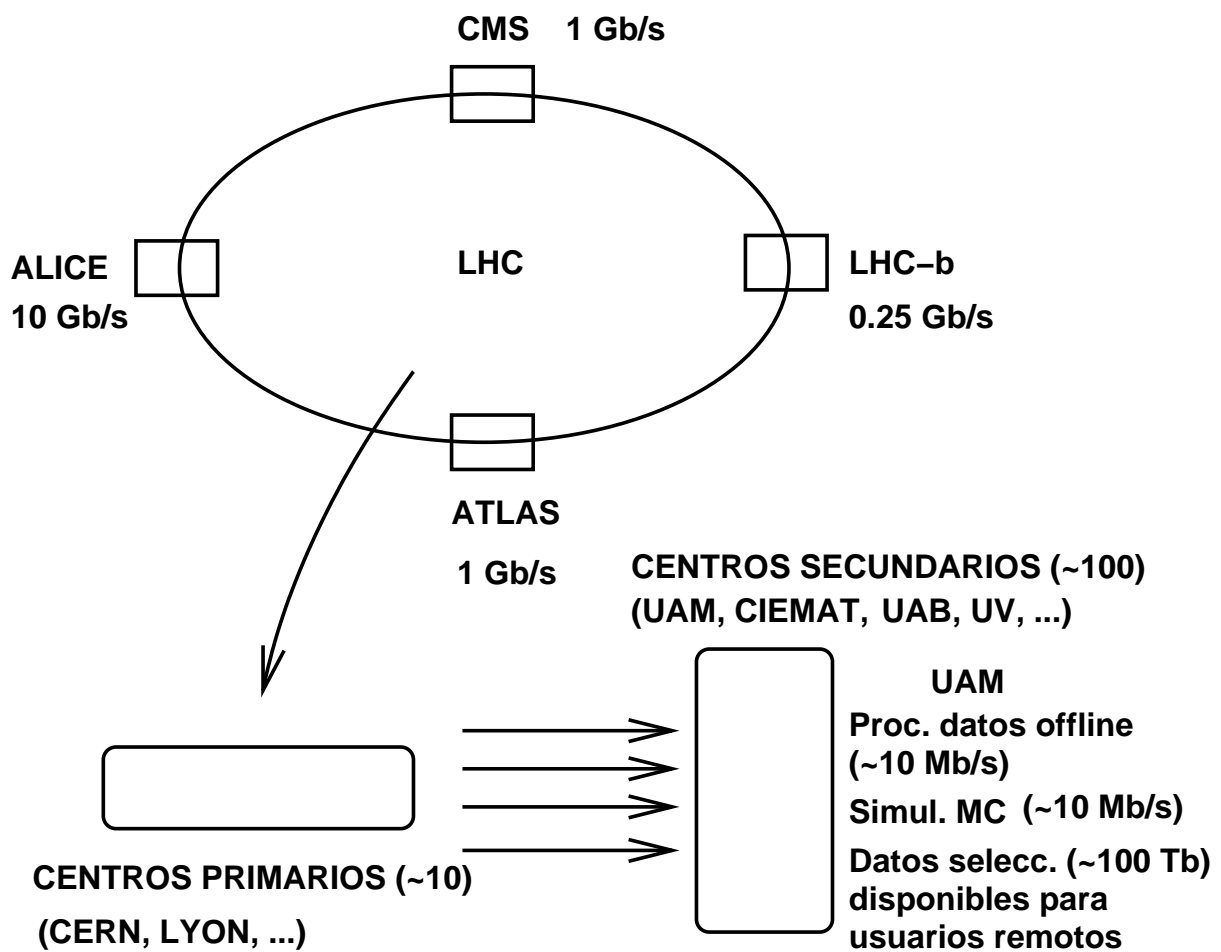 CMS 1 Gb/s
ALICE
10 Gb/s
LHC
LHC−b
0.25 Gb/s
ATLAS
1 Gb/s
CENTROS SECUNDARIOS (~100)
(UAM, CIEMAT, UAB, UV, ...)
UAM
Proc. datos offline
(~10 Mb/s)
Simul. MC (~10 Mb/s)
Datos selecc. (~100 Tb)
disponibles para
usuarios remotos
CENTROS PRIMARIOS (~10)
(CERN, LYON, ...)